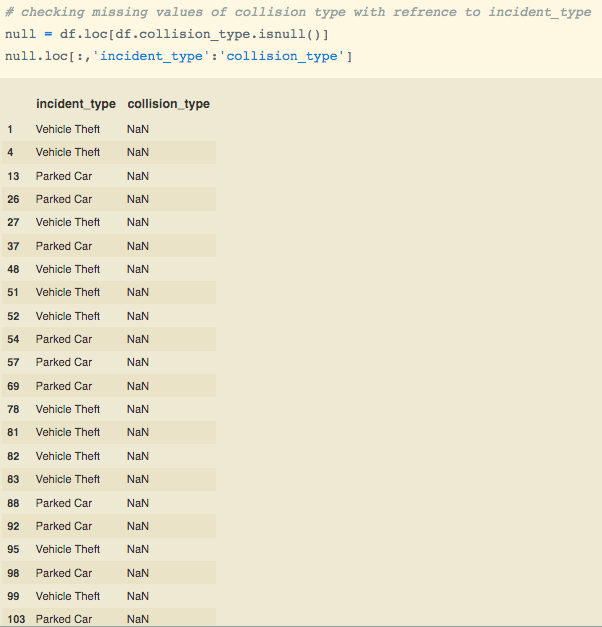 # checking missing values of collision type with refrence to incident_type
null = df.loc[df.collision_type.isnull()]
null.loc[:,'incident_type':'collision_type']
incident_type collision_type
1 Vehicle Theft NaN
4 Vehicle Theft NaN
13 Parked Car NaN
26 Parked Car NaN
27 Vehicle Theft NaN
37 Parked Car NaN
48 Vehicle Theft NaN
51 Vehicle Theft NaN
52 Vehicle Theft NaN
54 Parked Car NaN
57 Parked Car NaN
69 Parked Car NaN
78 Vehicle Theft NaN
81 Vehicle Theft NaN
82 Vehicle Theft NaN
83 Vehicle Theft NaN
88 Parked Car NaN
92 Parked Car NaN
95 Vehicle Theft NaN
98 Parked Car NaN
99 Vehicle Theft NaN
103 Parked Car NaN